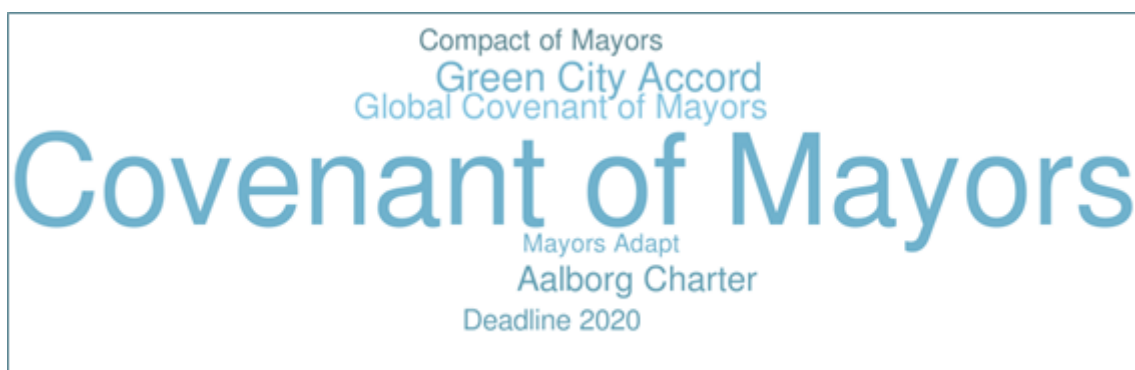 Compact of Mayors
Green City Accord
Global Covenant of Mayors
Covenant of Mayors
Mayors Adapt
Aalborg Charter
Deadline 2020